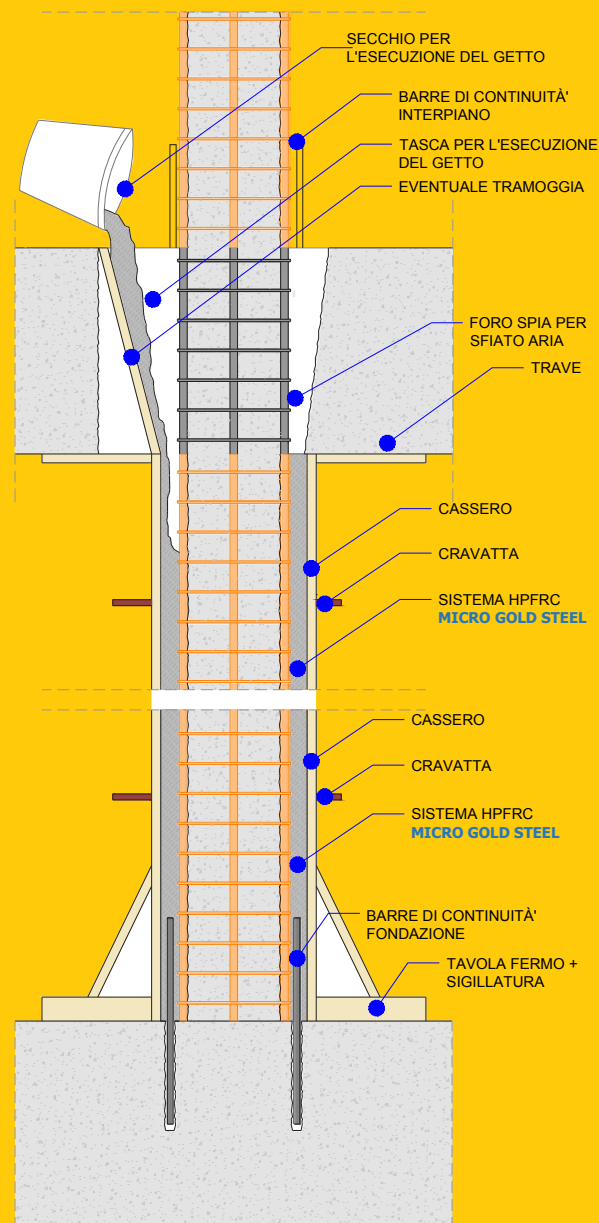 SECCHIO PER
L'ESECUZIONE DEL GETTO
BARRE DI CONTINUITÀ'
INTERPIANO
TASCA PER L'ESECUZIONE
DEL GETTO
EVENTUALE TRAMOGGIA
FORO SPIA PER
SFIATO ARIA
TRAVE
CASSERO
CRAVATTA
SISTEMA HPFRC
MICRO GOLD STEEL
CASSERO
CRAVATTA
SISTEMA HPFRC
MICRO GOLD STEEL
BARRE DI CONTINUITÀ'
FONDAZIONE
TAVOLA FERMO +
SIGILLATURA